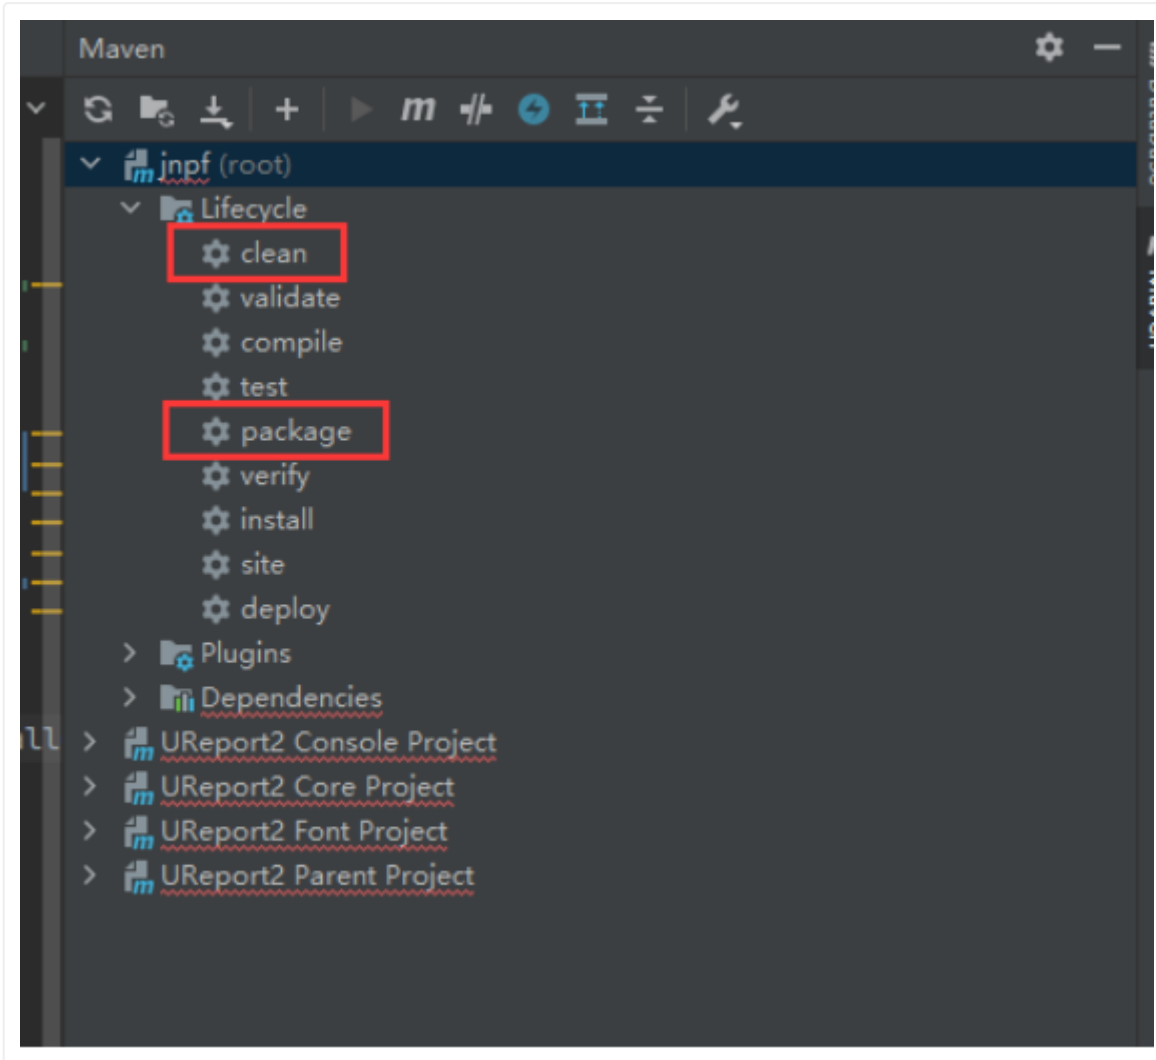 Maven
m
jnpf (root)
Lifecycle
clean
validate
compile
test
package
verify
install
site
deploy
Plugins
Dependencies
ll
UReport2 Console Project
UReport2 Core Project
UReport2 Font Project
UReport2 Parent Project